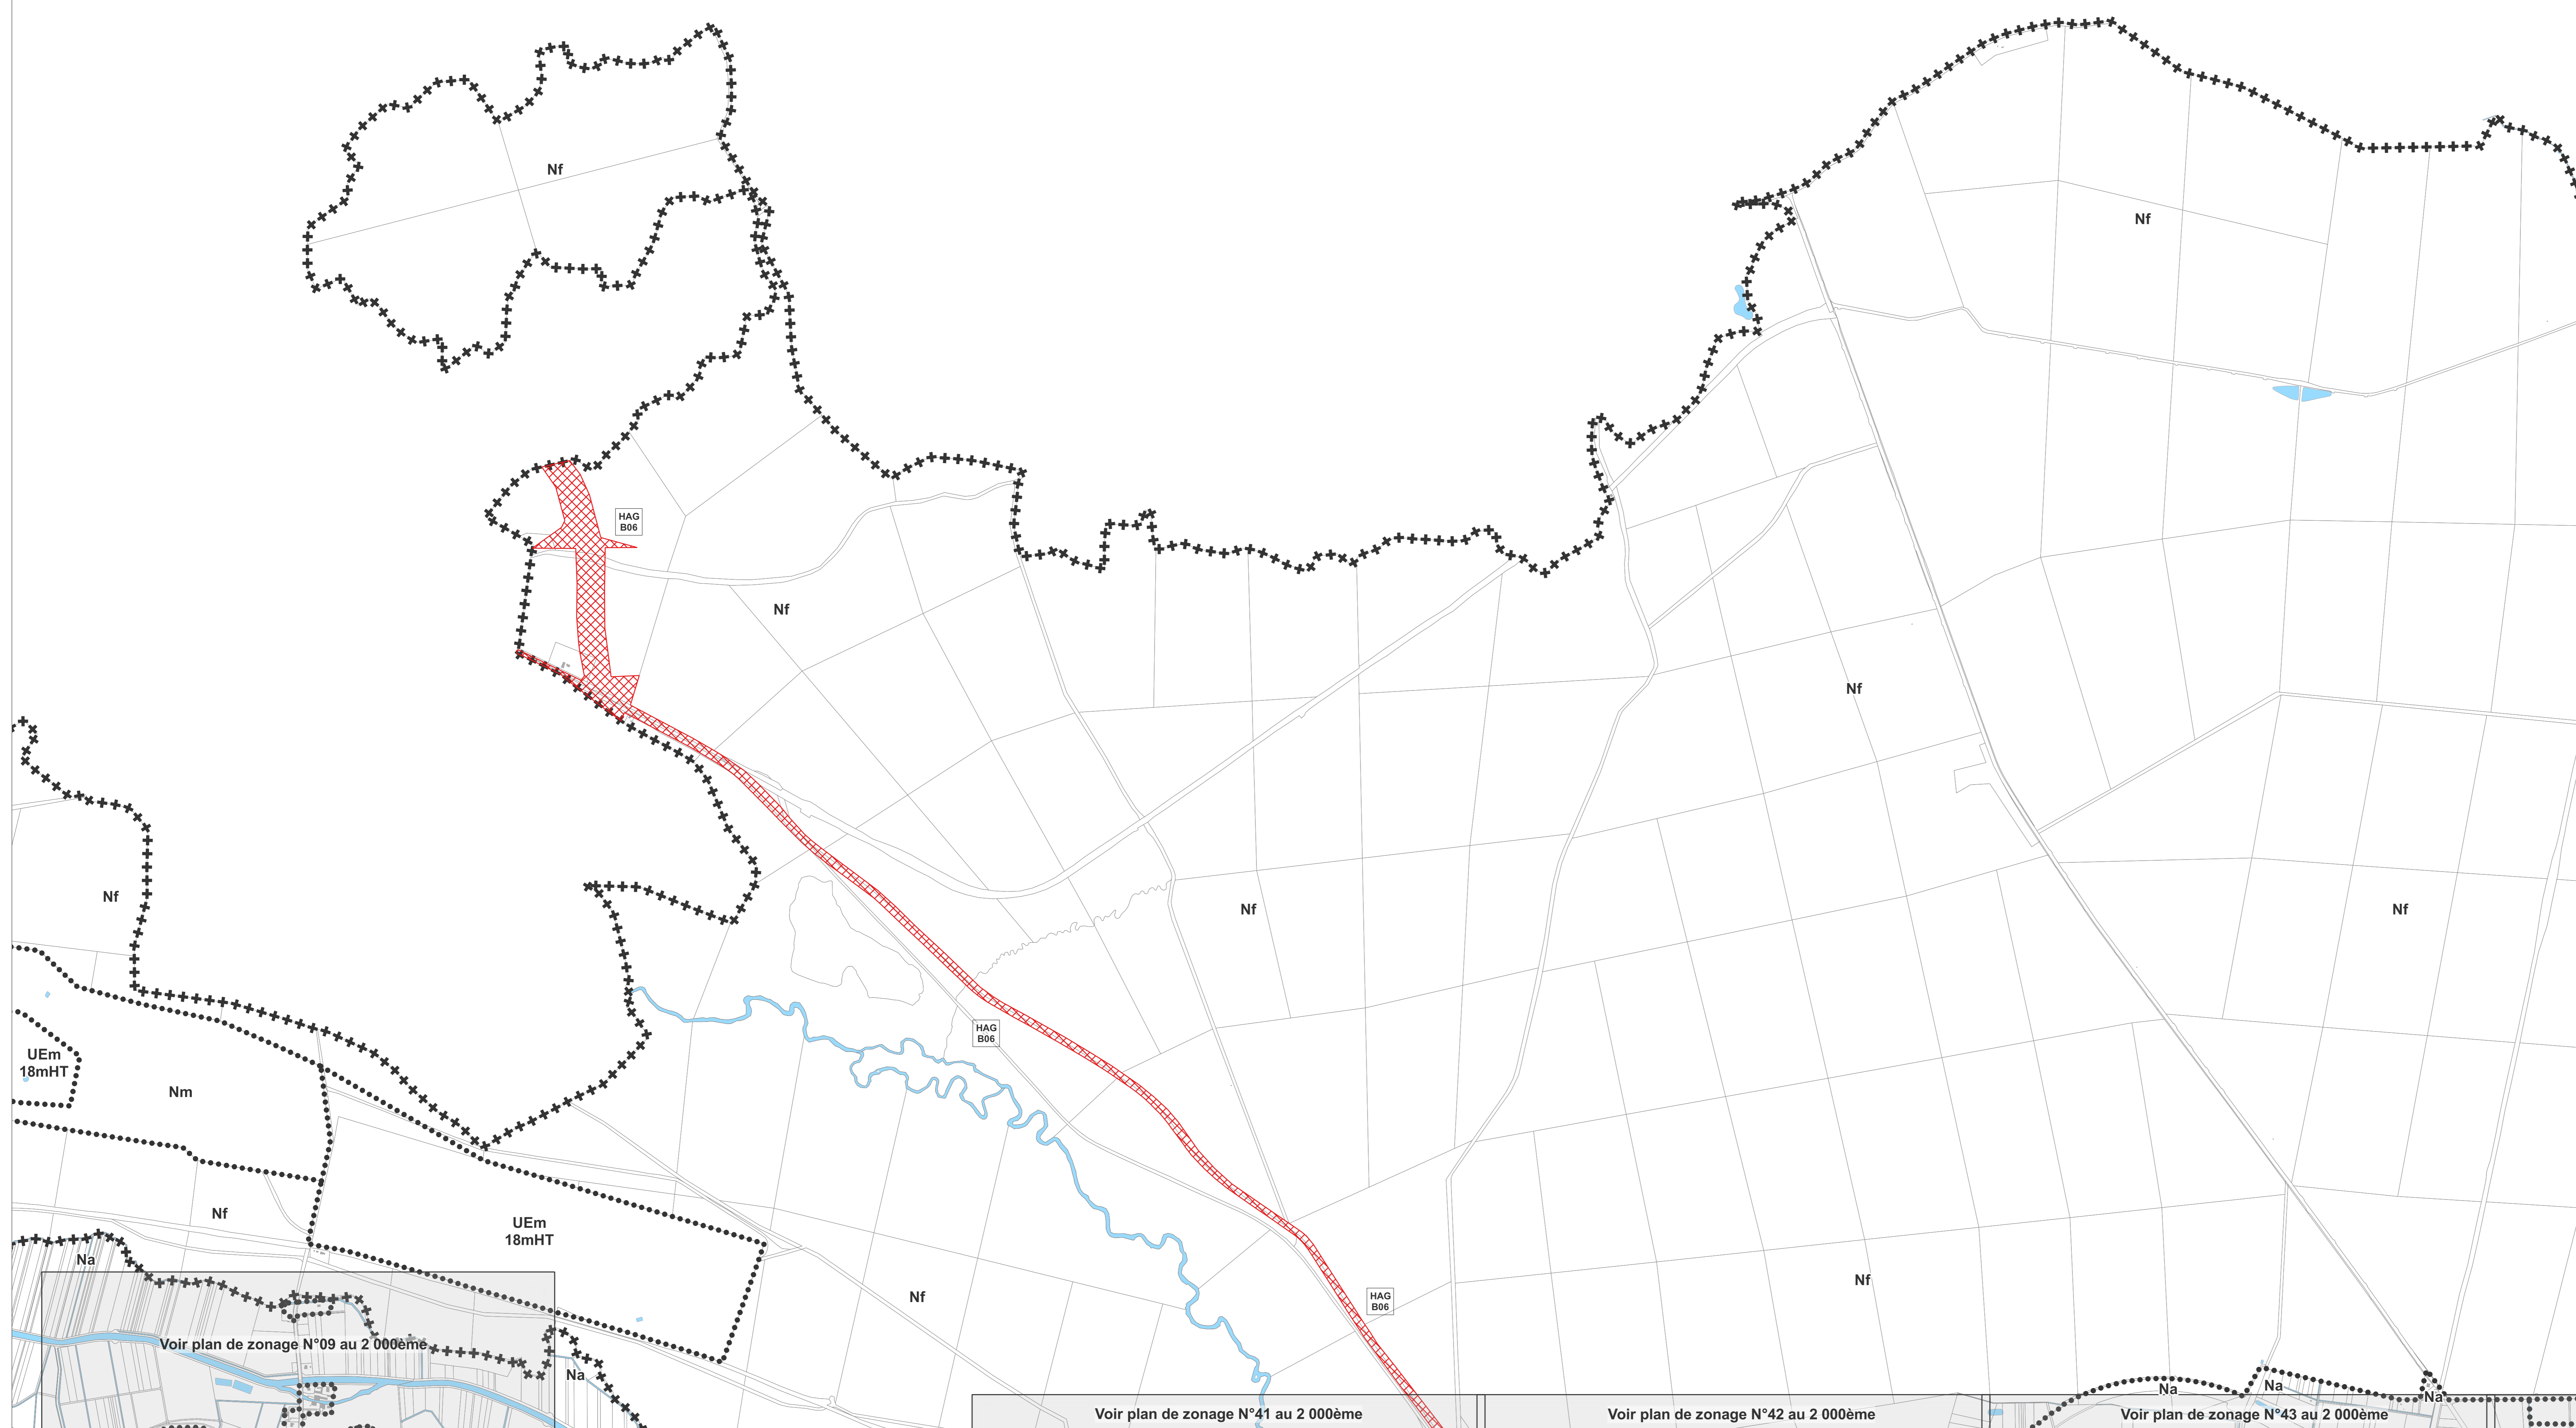 Nf
Nf
HAG
B06
Nf
Nf
Nf
Nf
Nf
HAG
B06
UEm
18mHT
Nm
Nf
UEm
18mHT
Na
Nf
Nf
HAG
B06
Voir plan de zonage N°09 au 2 000ème
Na
Na
Na
Na
Voir plan de zonage N°41 au 2 000ème
Voir plan de zonage N°42 au 2 000ème
Voir plan de zonage N°43 au 2 000ème